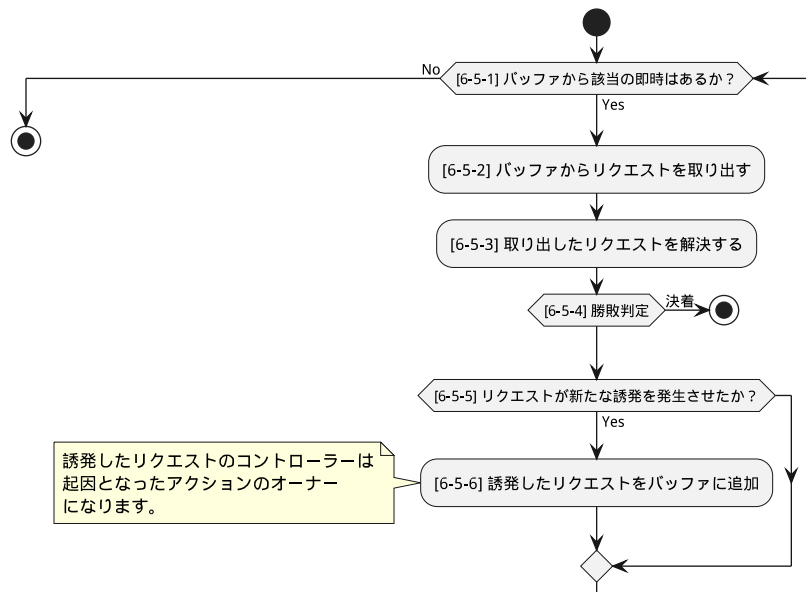 [6-5-1] バッファから該当の即時はあるか？
No
Yes
[6-5-2] バッファからリクエストを取り出す
[6-5-3] 取り出したリクエストを解決する
[6-5-4] 勝敗判定
決着
[6-5-5] リクエストが新たな誘発を発生させたか？
Yes
誘発したリクエストのコントローラーは
起因となったアクションのオーナー
になります。
[6-5-6] 誘発したリクエストをバッファに追加